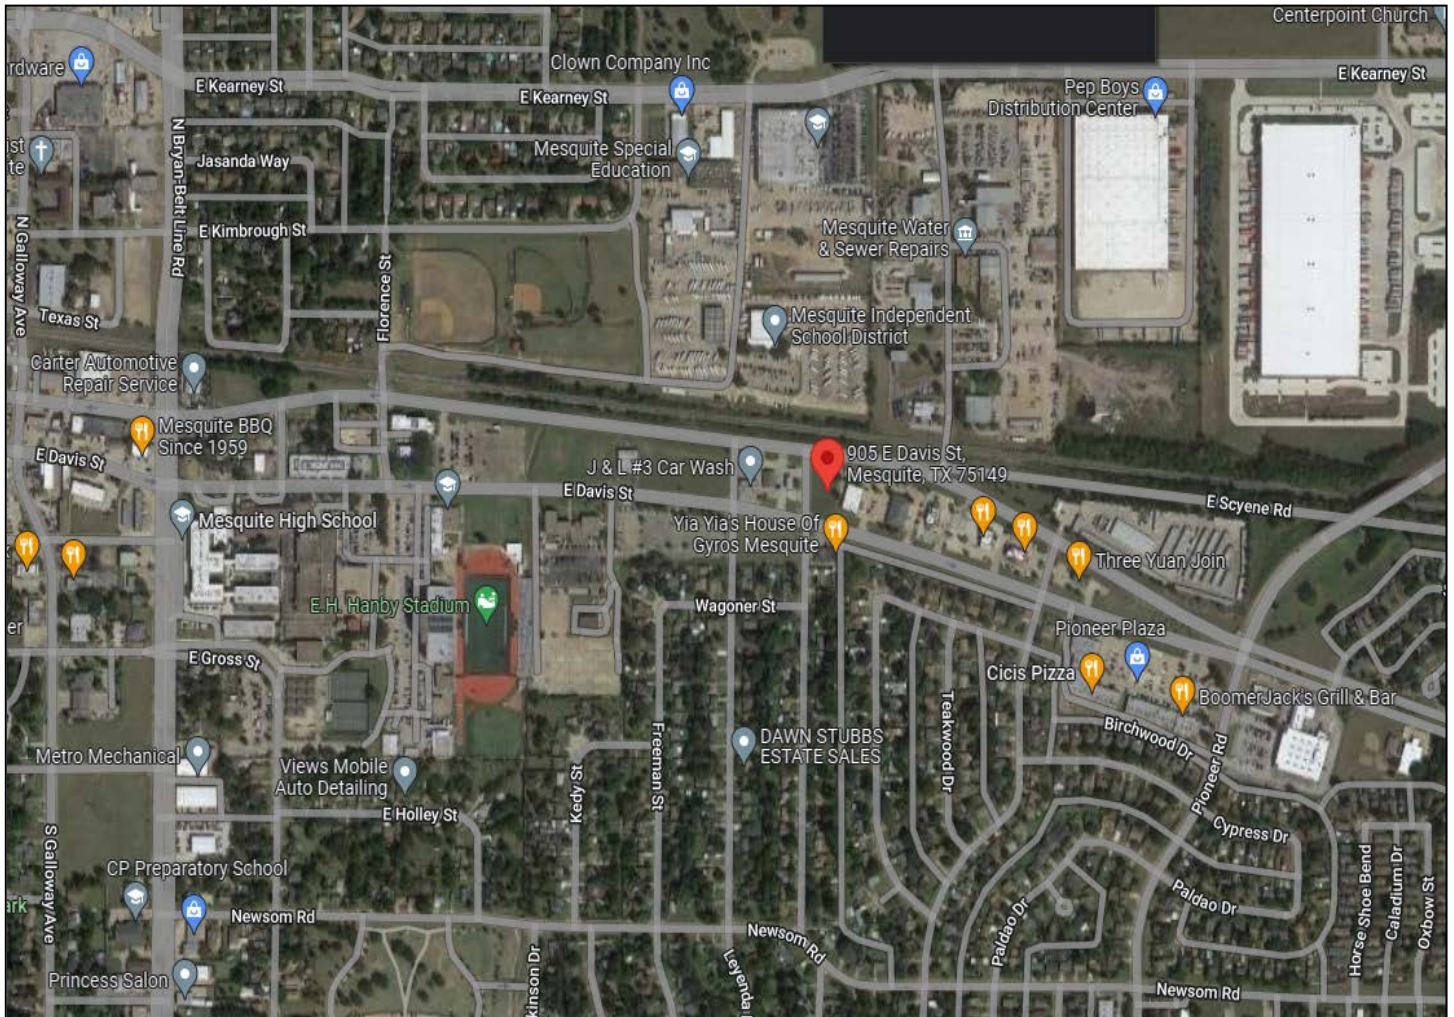 Centerpoint Church
Clown Company Inc
E Kearney St
E Kearney St
E Kearney St
Pep Boys
Distribution Center
N Bryan-Belt Line Rd
Mesquite Special
Education
Jasanda Way
N Galloway Ave
E Kimbrough St
Mesquite Water
& Sewer Repairs
Florence St
Texas St
Mesquite Independent
School District
Carter Automotive
Repair Service
Mesquite BBQ
Since 1959
E Davis St
J & L #3 Car Wash
905 E Davis St,
Mesquite, TX 75149
E Davis St
E Scyene Rd
Mesquite High School
Yia Yia's House Of
Gyros Mesquite
Three Yuan Join
E.H. Hanby Stadium
Wagoner St
Pioneer Plaza
E Gross St
Cicis Pizza
BoomerJack's Grill & Bar
Teakwood Dr
Birchwood Dr
Metro Mechanical
Views Mobile
Auto Detailing
Kedy St
Freeman St
DAWN STUBBS
ESTATE SALES
Pioneer Rd
E Holley St
Cypress Dr
S Galloway Ave
CP Preparatory School
Newsom Rd
Newsom Rd
Paldao Dr
Paldao Dr
Horse Shoe Bend
Caladium Dr
Oxbow St
Princess Salon
kinson Dr
Leyenda
Newsom Rd
rdware
ist
te
er
ark